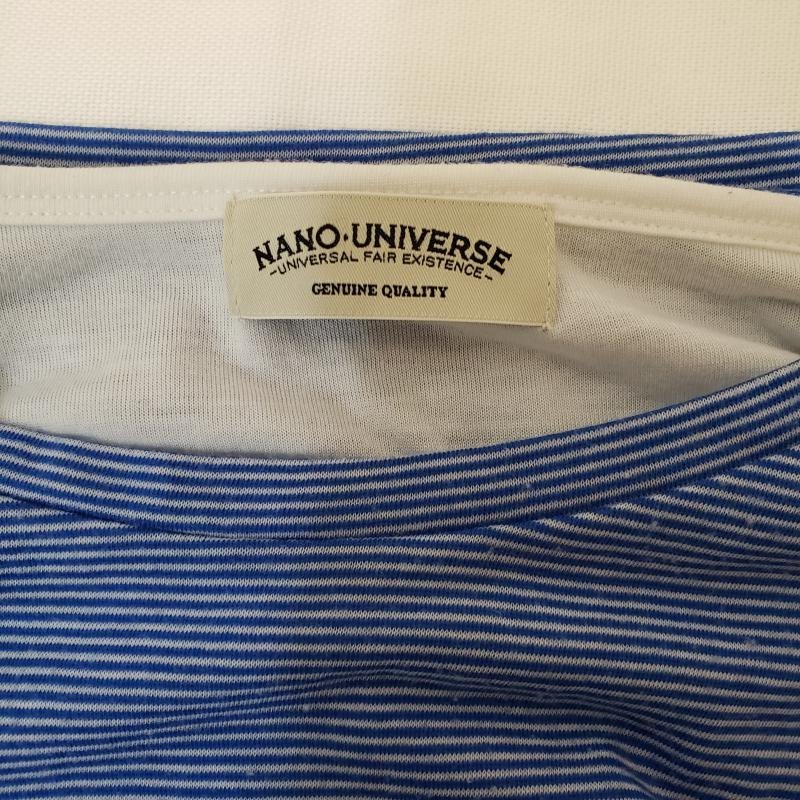 NANO·UNIVERSE
-UNIVERSAL FAIR EXISTENCE-
GENUINE QUALITY